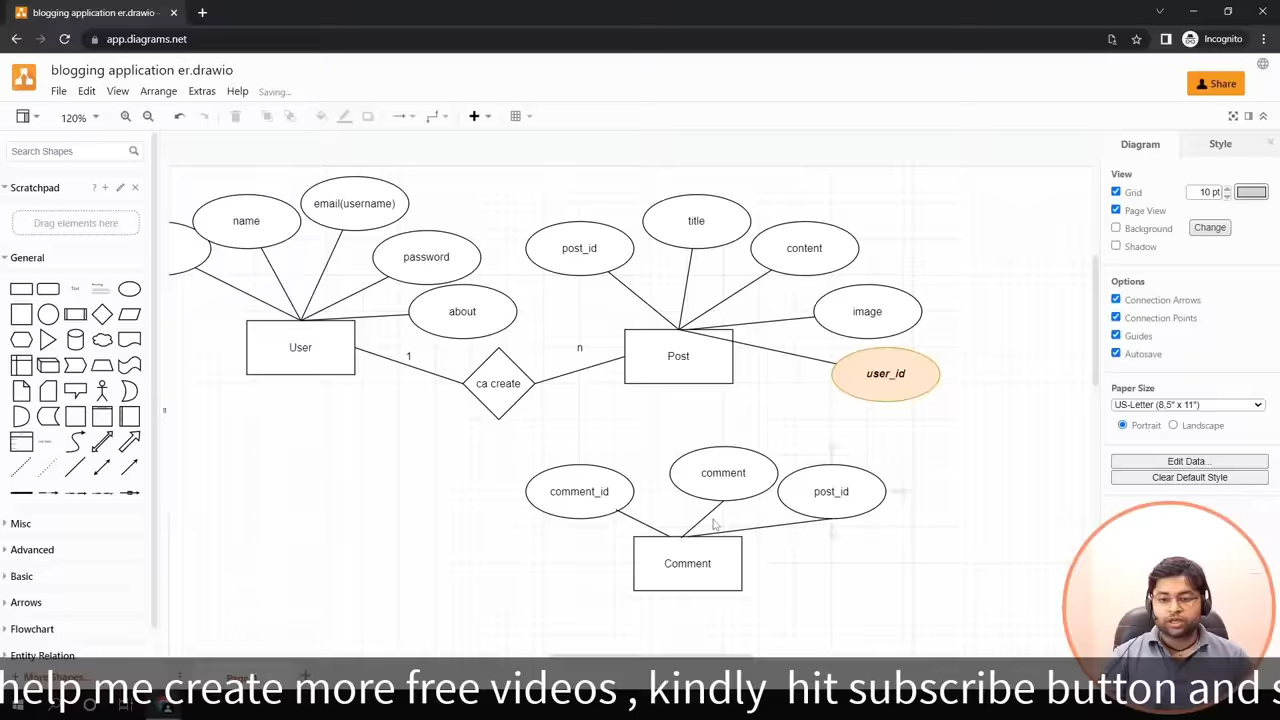 blogging application er.drawio
app.diagrams.net
Incognito
blogging application er.drawio
File Edit View Arrange Extras Help Saving...
Share
120%
Search Shapes
Scratchpad
Drag elements here
General
Text
Heading
Misc
Advanced
Basic
Arrows
Flowchart
Entity Relation
name
email(username)
password
about
User
1
ca create
n
post_id
title
content
image
user_id
Post
comment_id
comment
post_id
Comment
Diagram Style
View
Grid 10 pt
Page View
Background Change
Shadow
Options
Connection Arrows
Connection Points
Guides
Autosave
Paper Size
US-Letter (8,5" x 11")
Portrait Landscape
Edit Data...
Clear Default Style
help me create more free videos , kindly hit subscribe button and s